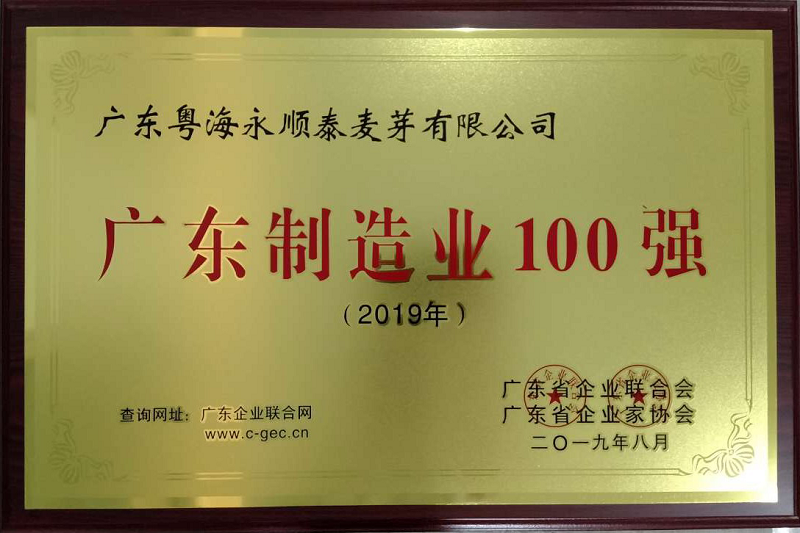 广东粤海永顺泰麦芽有限公司
广东制造业100强
（2019年）
查询网址：广东企业联合网
www.c-gec.cn
广东省企业联合会
广东省企业家协会
二〇一九年八月